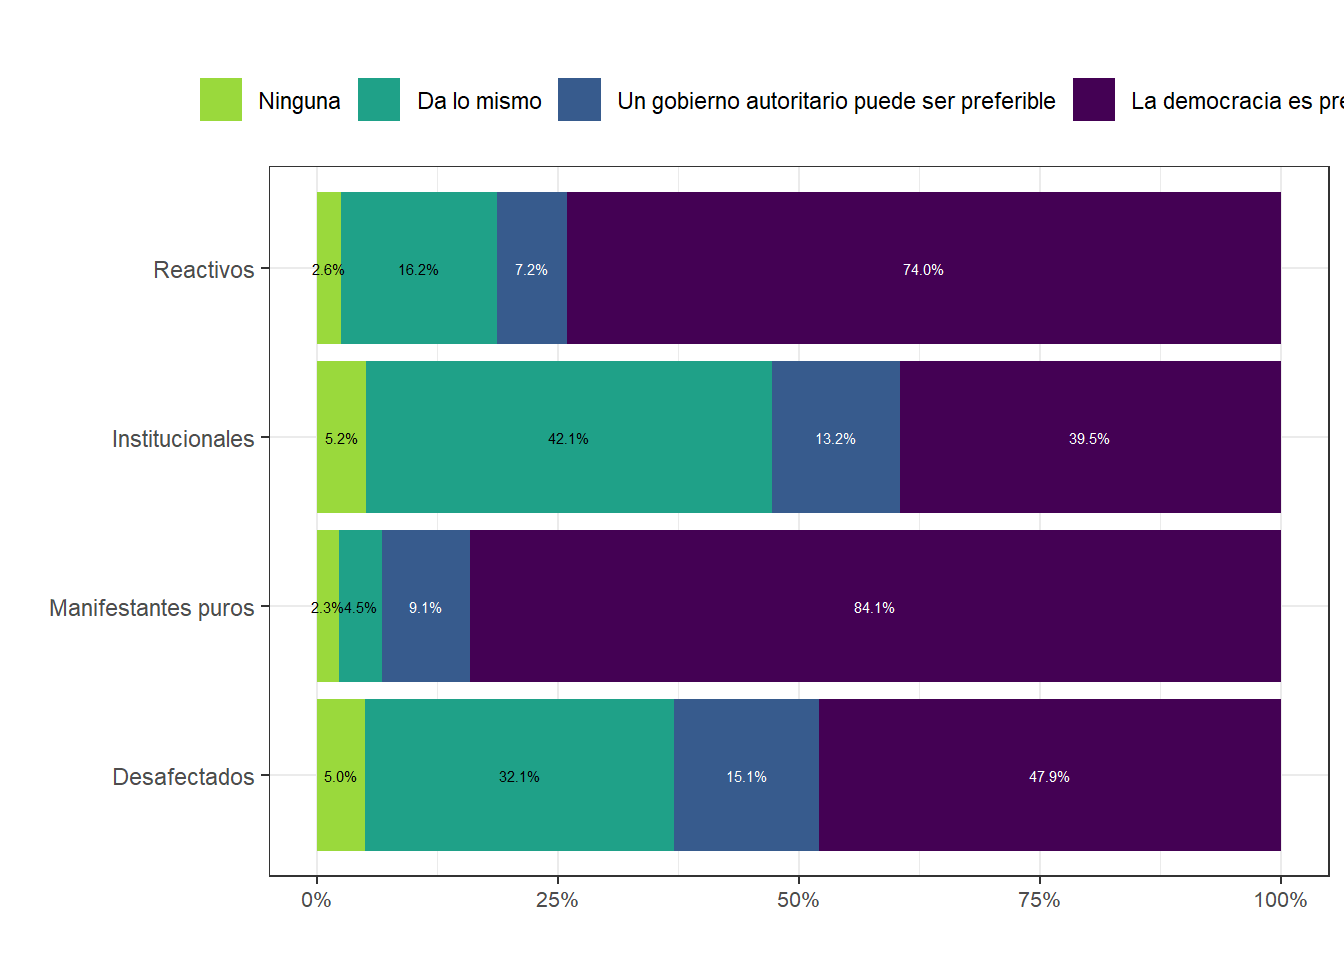 Ninguna Da lo mismo Un gobierno autoritario puede ser preferible La democracia es pre
Reactivos 2.6% 16.2% 7.2% 74.0%
Institucionales 5.2% 42.1% 13.2% 39.5%
Manifestantes puros 2.3% 4.5% 9.1% 84.1%
Desafectados 5.0% 32.1% 15.1% 47.9%
0% 25% 50% 75% 100%